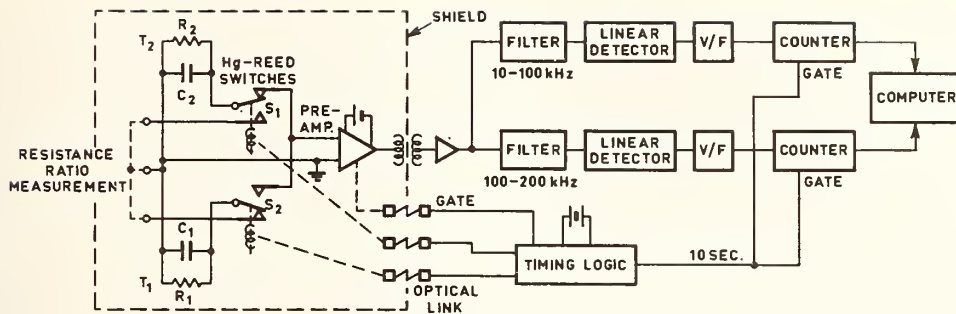 SHIELD
T2
R2
C2
Hg-REED
SWITCHES
S1
PRE-
AMP.
FILTER
10-100 kHz
LINEAR
DETECTOR
V/F
COUNTER
GATE
COMPUTER
RESISTANCE
RATIO
MEASUREMENT
S2
FILTER
100-200 kHz
LINEAR
DETECTOR
V/F
COUNTER
GATE
GATE
C1
T1
R1
TIMING LOGIC
10 SEC.
OPTICAL
LINK